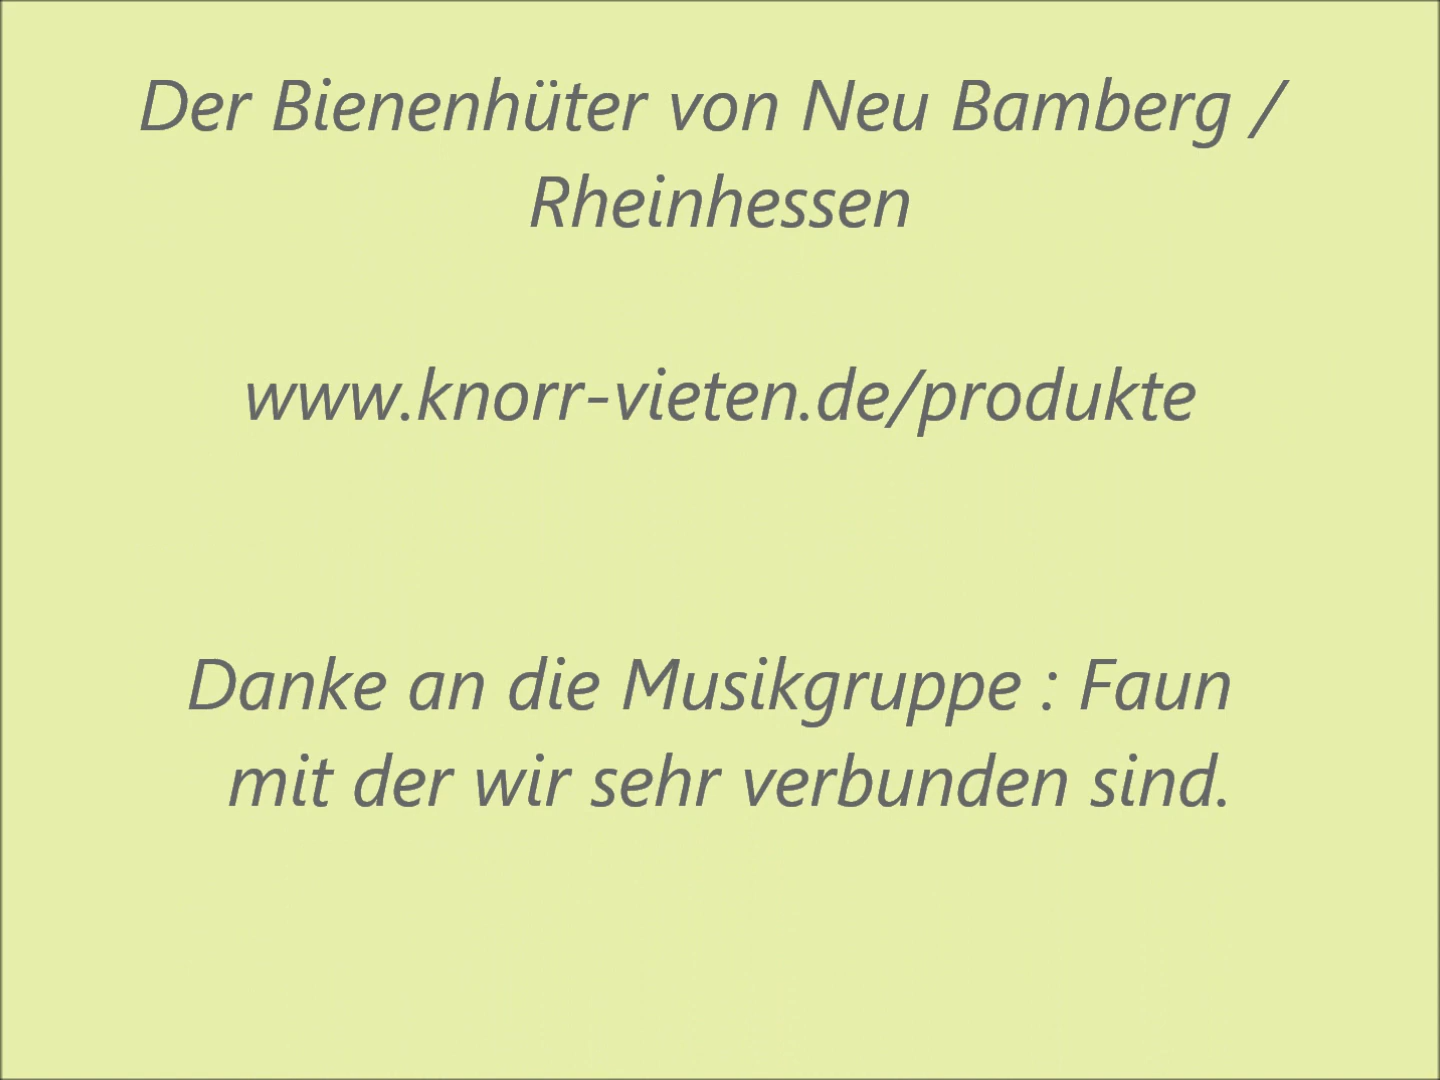 Der Bienenhüter von Neu Bamberg /
Rheinhessen
www.knorr-vieten.de/produkte
Danke an die Musikgruppe : Faun
mit der wir sehr verbunden sind.